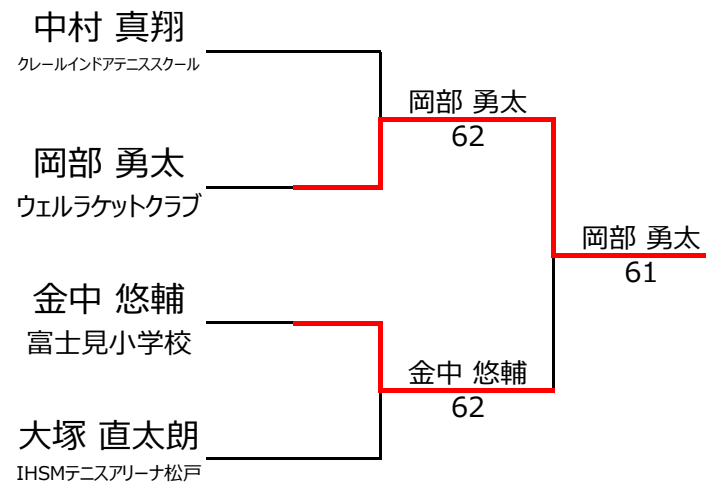 中村 真翔
クレールインドアテニススクール
岡部 勇太
62
岡部 勇太
ウェルラケットクラブ
岡部 勇太
61
金中 悠輔
富士見小学校
金中 悠輔
62
大塚 直太朗
IHSMテニスアリーナ松戸